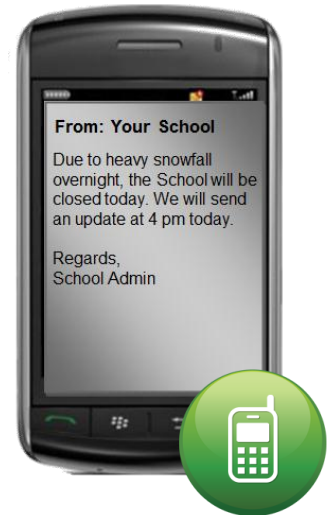 From: Your School
Due to heavy snowfall
overnight, the School will be
closed today. We will send
an update at 4 pm today.
Regards,
School Admin